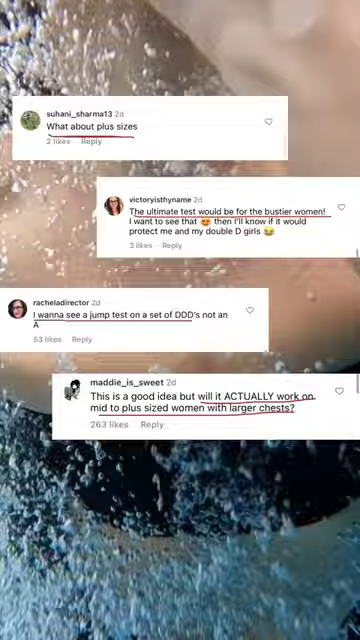 suhani_sharma13 2d
What about plus sizes
2 likes Reply
victoryisthyname 2d
The ultimate test would be for the bustier women!
I want to see that 😍 then I'll know if it would
protect me and my double D girls 😂
3 likes Reply
racheladirector 2d
I wanna see a jump test on a set of DDD's not an
A
53 likes Reply
maddie_is_sweet 2d
This is a good idea but will it ACTUALLY work on
mid to plus sized women with larger chests?
263 likes Reply